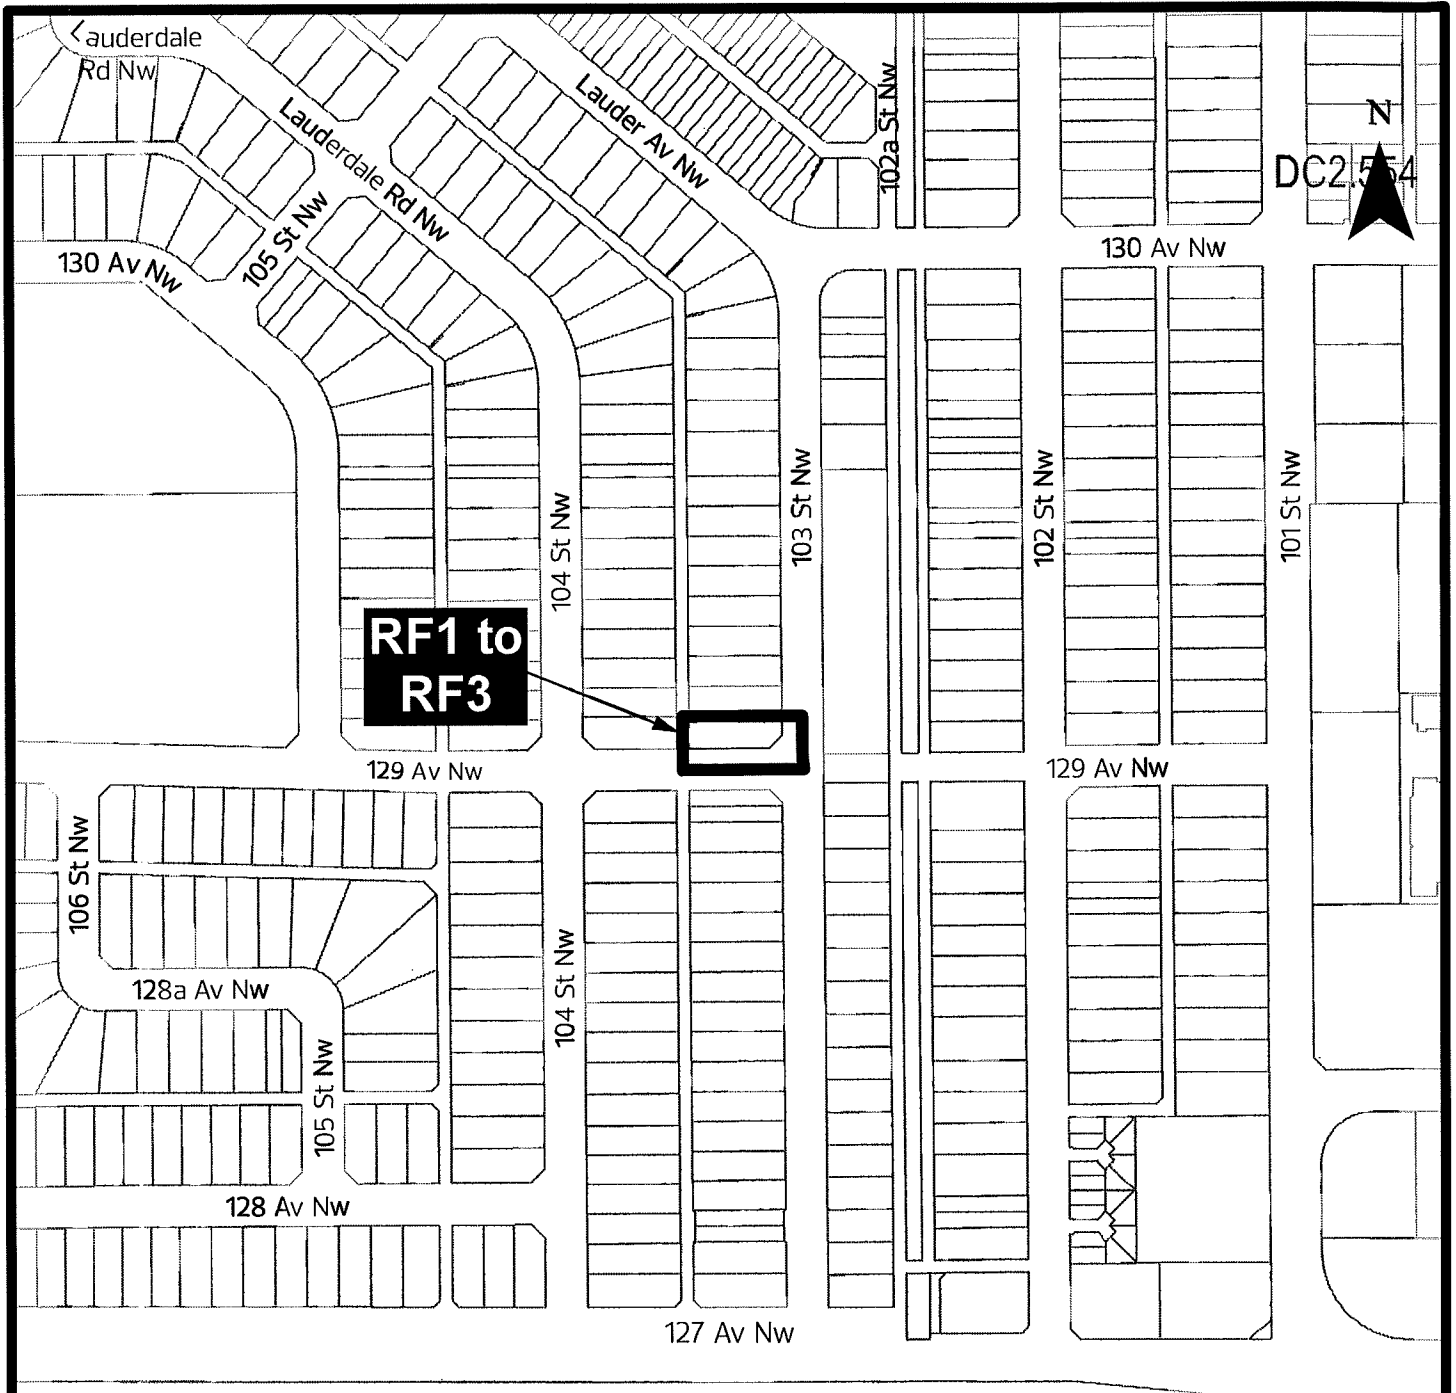 Lauderdale
Rd Nw
Lauderdale Rd Nw
Lauder Av Nw
102a St Nw
N
DC2.554
130 Av Nw
105 St Nw
130 Av Nw
103 St Nw
102 St Nw
101 St Nw
104 St Nw
RF1 to
RF3
129 Av Nw
129 Av Nw
106 St Nw
128a Av Nw
104 St Nw
105 St Nw
128 Av Nw
127 Av Nw